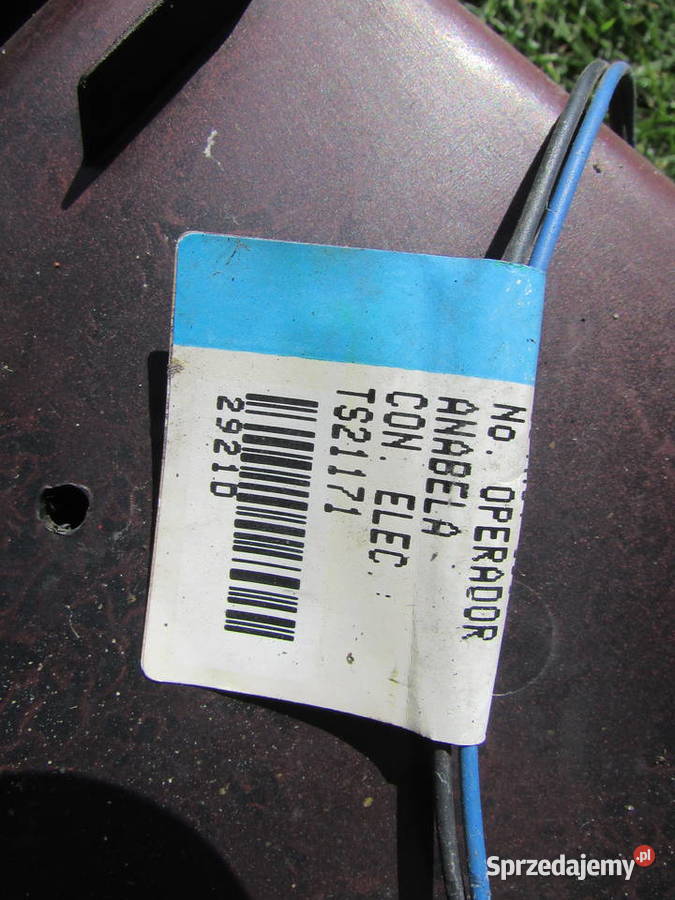 No. OPERADOR
ANABELA
CON. ELEC.
TS21171
29210
Sprzedajemy.pl